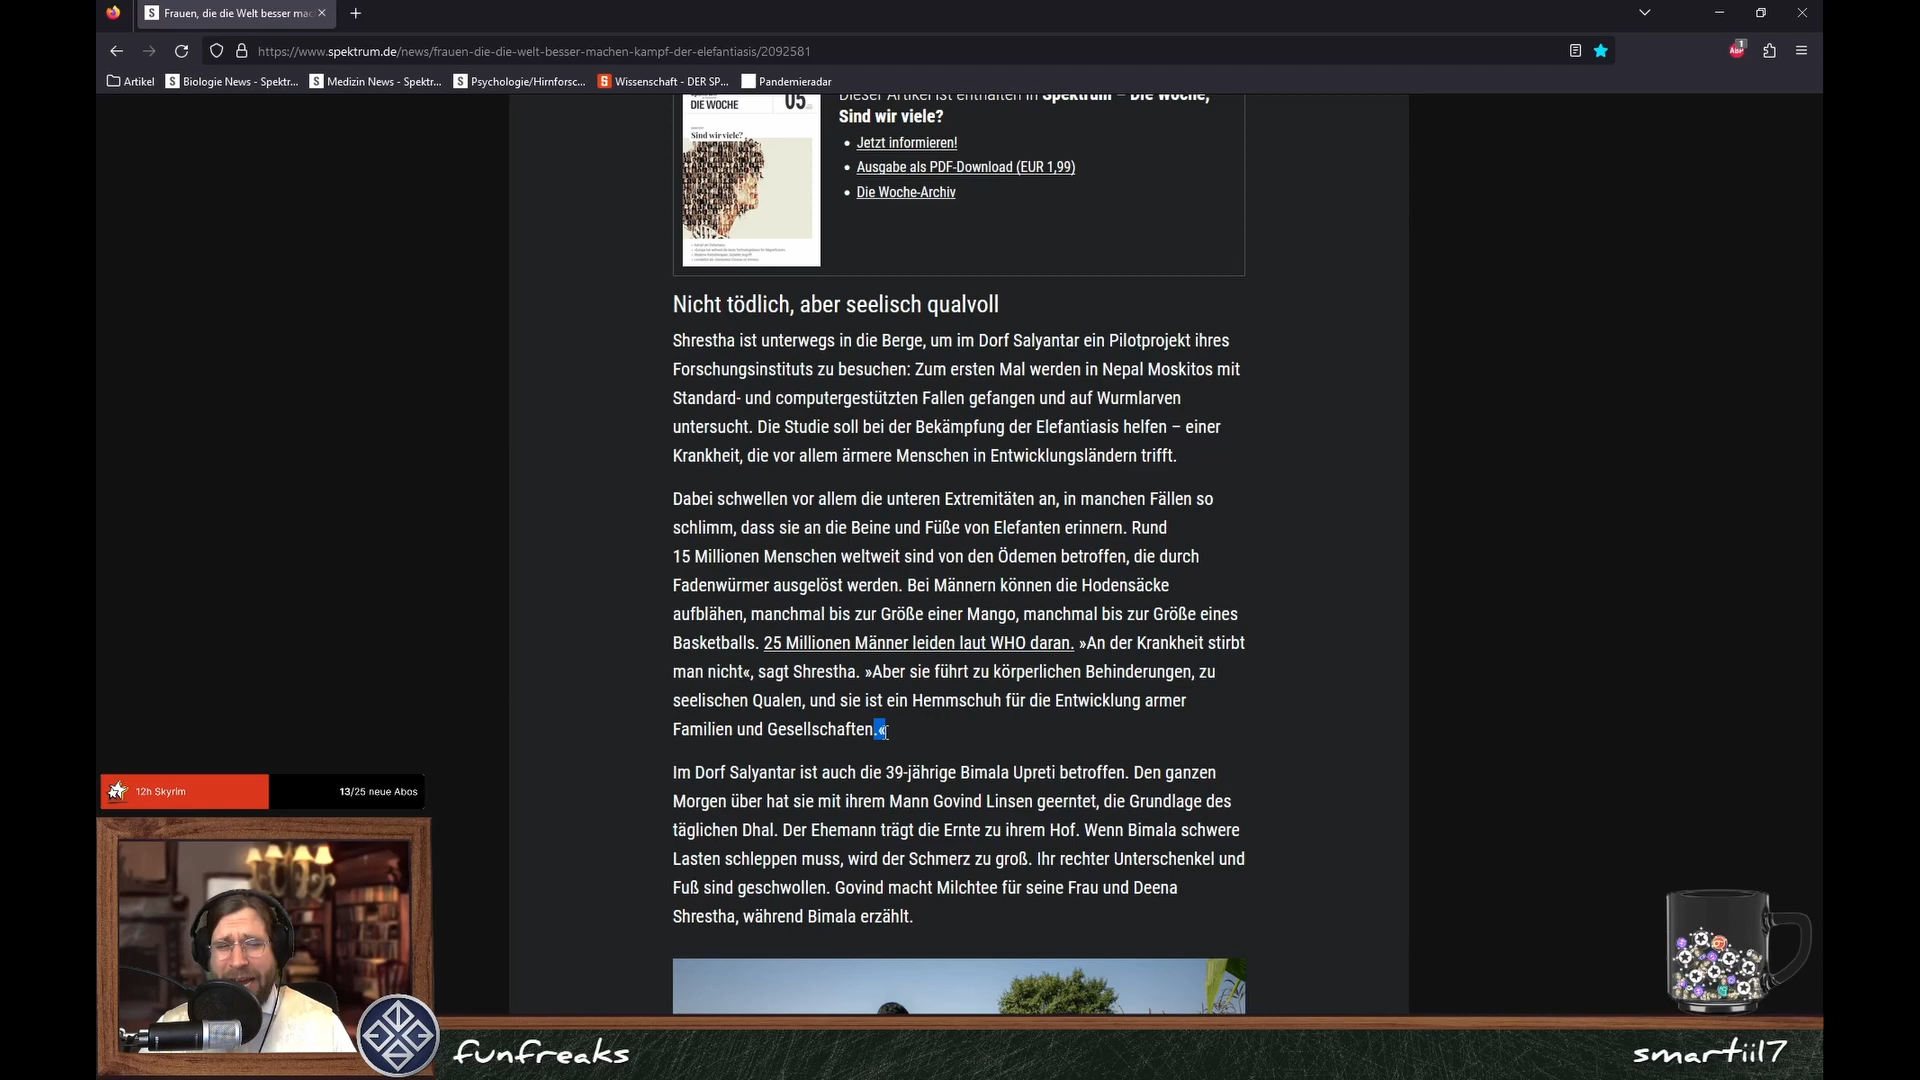 Frauen, die die Welt besser mac
https://www.spektrum.de/news/frauen-die-die-welt-besser-machen-kampf-der-elefantiasis/2092581
ABP
1
Artikel
Biologie News - Spektr...
Medizin News - Spektr...
Psychologie/Hirnforsc...
Wissenschaft - DER SP...
Pandemieradar
DIE WOCHE
05
Sind wir viele?
Dieser Artikel ist enthalten in Spektrum – Die Woche,
Sind wir viele?
Jetzt informieren!
Ausgabe als PDF-Download (EUR 1,99)
Die Woche-Archiv
Nicht tödlich, aber seelisch qualvoll
Shrestha ist unterwegs in die Berge, um im Dorf Salyantar ein Pilotprojekt ihres
Forschungsinstituts zu besuchen: Zum ersten Mal werden in Nepal Moskitos mit
Standard- und computergestützten Fallen gefangen und auf Wurmlarven
untersucht. Die Studie soll bei der Bekämpfung der Elefantiasis helfen – einer
Krankheit, die vor allem ärmere Menschen in Entwicklungsländern trifft.
Dabei schwellen vor allem die unteren Extremitäten an, in manchen Fällen so
schlimm, dass sie an die Beine und Füße von Elefanten erinnern. Rund
15 Millionen Menschen weltweit sind von den Ödemen betroffen, die durch
Fadenwürmer ausgelöst werden. Bei Männern können die Hodensäcke
aufblähen, manchmal bis zur Größe einer Mango, manchmal bis zur Größe eines
Basketballs. 25 Millionen Männer leiden laut WHO daran. »An der Krankheit stirbt
man nicht«, sagt Shrestha. »Aber sie führt zu körperlichen Behinderungen, zu
seelischen Qualen, und sie ist ein Hemmschuh für die Entwicklung armer
Familien und Gesellschaften.«
Im Dorf Salyantar ist auch die 39-jährige Bimala Upreti betroffen. Den ganzen
Morgen über hat sie mit ihrem Mann Govind Linsen geerntet, die Grundlage des
täglichen Dhal. Der Ehemann trägt die Ernte zu ihrem Hof. Wenn Bimala schwere
Lasten schleppen muss, wird der Schmerz zu groß. Ihr rechter Unterschenkel und
Fuß sind geschwollen. Govind macht Milchtee für seine Frau und Deena
Shrestha, während Bimala erzählt.
12h Skyrim
13/25 neue Abos
funfreaks
smartiil7